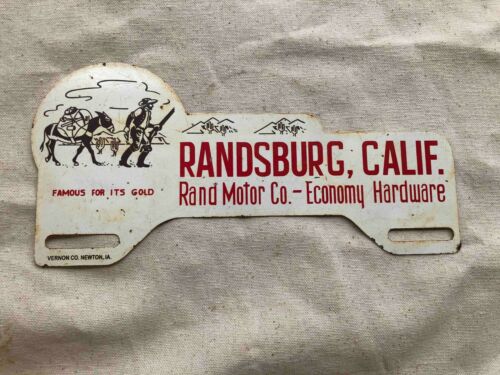 FAMOUS FOR ITS GOLD
RANDSBURG, CALIF.
Rand Motor Co.-Economy Hardware
VERNON CO. NEWTON, IA.